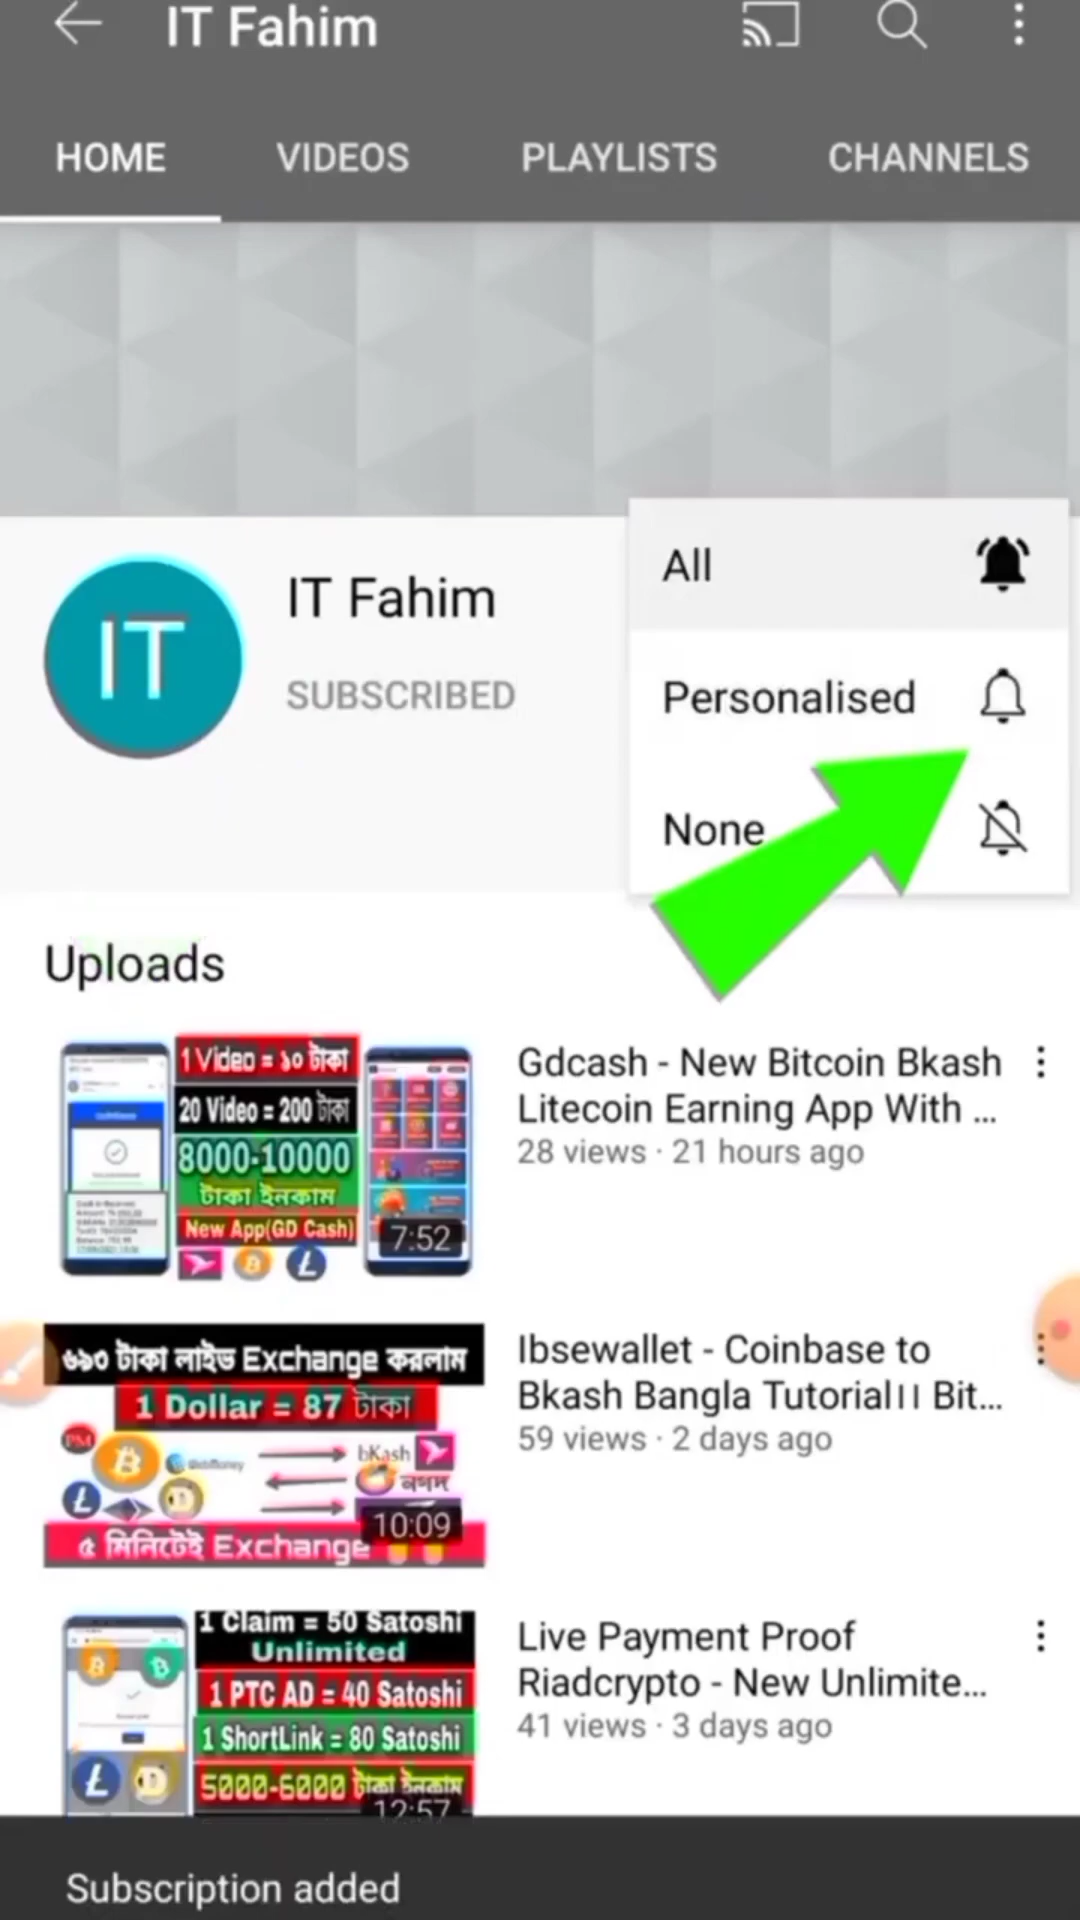 IT Fahim
HOME
VIDEOS
PLAYLISTS
CHANNELS
All
IT
IT Fahim
SUBSCRIBED
Personalised
None
Uploads
1 Video = ১০ টাকা
20 Video = 200 টাকা
8000-10000
টাকা ইনকাম
New App(GD Cash)
7:52
Gdcash - New Bitcoin Bkash
Litecoin Earning App With ...
28 views · 21 hours ago
৬৯৩ টাকা লাইভ Exchange করলাম
1 Dollar = 87 টাকা
PM
bKash
নগদ
10:09
৫ মিনিটেই Exchange
Ibsewallet - Coinbase to
Bkash Bangla Tutorial।। Bit...
59 views · 2 days ago
1 Claim = 50 Satoshi
Unlimited
1 PTC AD = 40 Satoshi
1 ShortLink = 80 Satoshi
5000-6000 টাকা ইনকাম
12:57
Live Payment Proof
Riadcrypto - New Unlimite...
41 views · 3 days ago
Subscription added